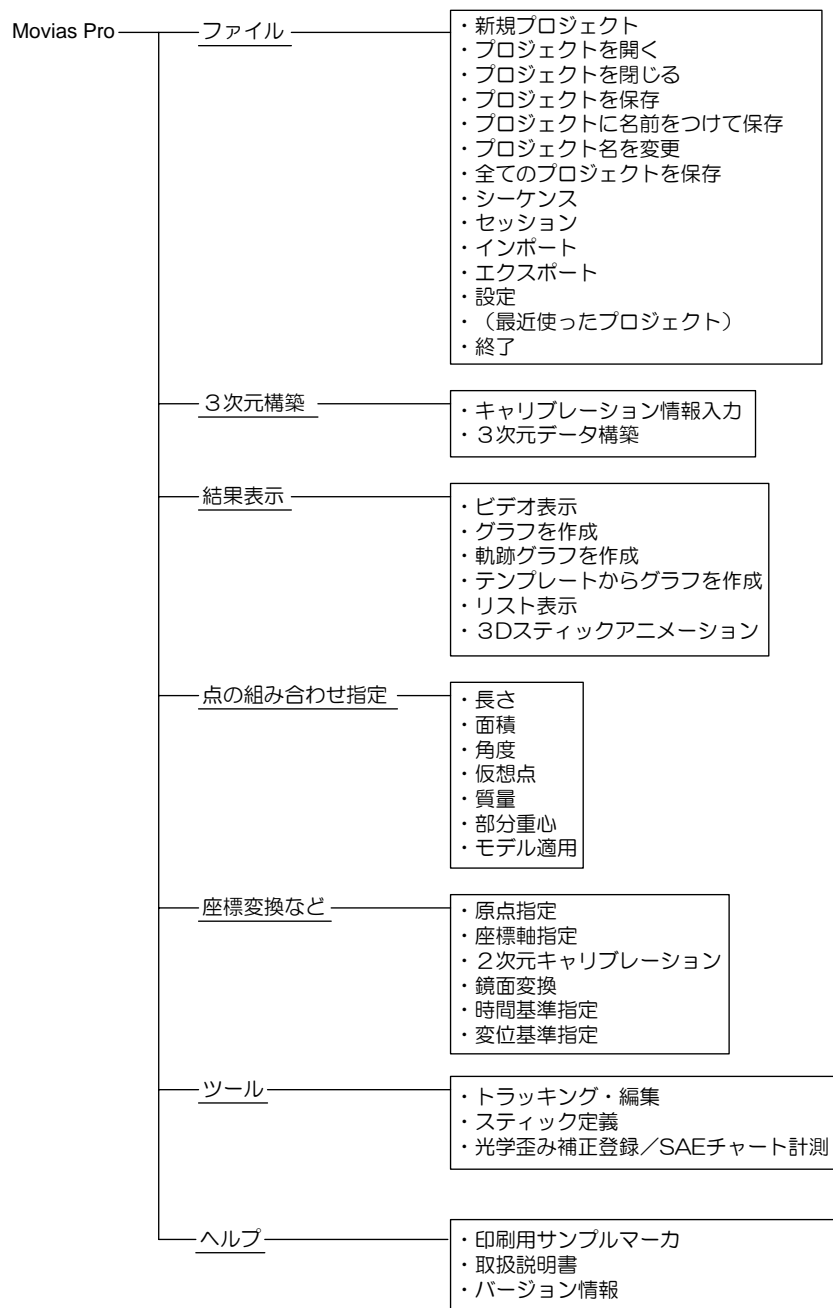 Movias Pro
ファイル
・新規プロジェクト
・プロジェクトを開く
・プロジェクトを閉じる
・プロジェクトを保存
・プロジェクトに名前をつけて保存
・プロジェクト名を変更
・全てのプロジェクトを保存
・シーケンス
・セッション
・インポート
・エクスポート
・設定
・（最近使ったプロジェクト）
・終了
３次元構築
・キャリブレーション情報入力
・３次元データ構築
結果表示
・ビデオ表示
・グラフを作成
・軌跡グラフを作成
・テンプレートからグラフを作成
・リスト表示
・３Dスティックアニメーション
点の組み合わせ指定
・長さ
・面積
・角度
・仮想点
・質量
・部分重心
・モデル適用
座標変換など
・原点指定
・座標軸指定
・２次元キャリブレーション
・鏡面変換
・時間基準指定
・変位基準指定
ツール
・トラッキング・編集
・スティック定義
・光学歪み補正登録／SAEチャート計測
ヘルプ
・印刷用サンプルマーカ
・取扱説明書
・バージョン情報